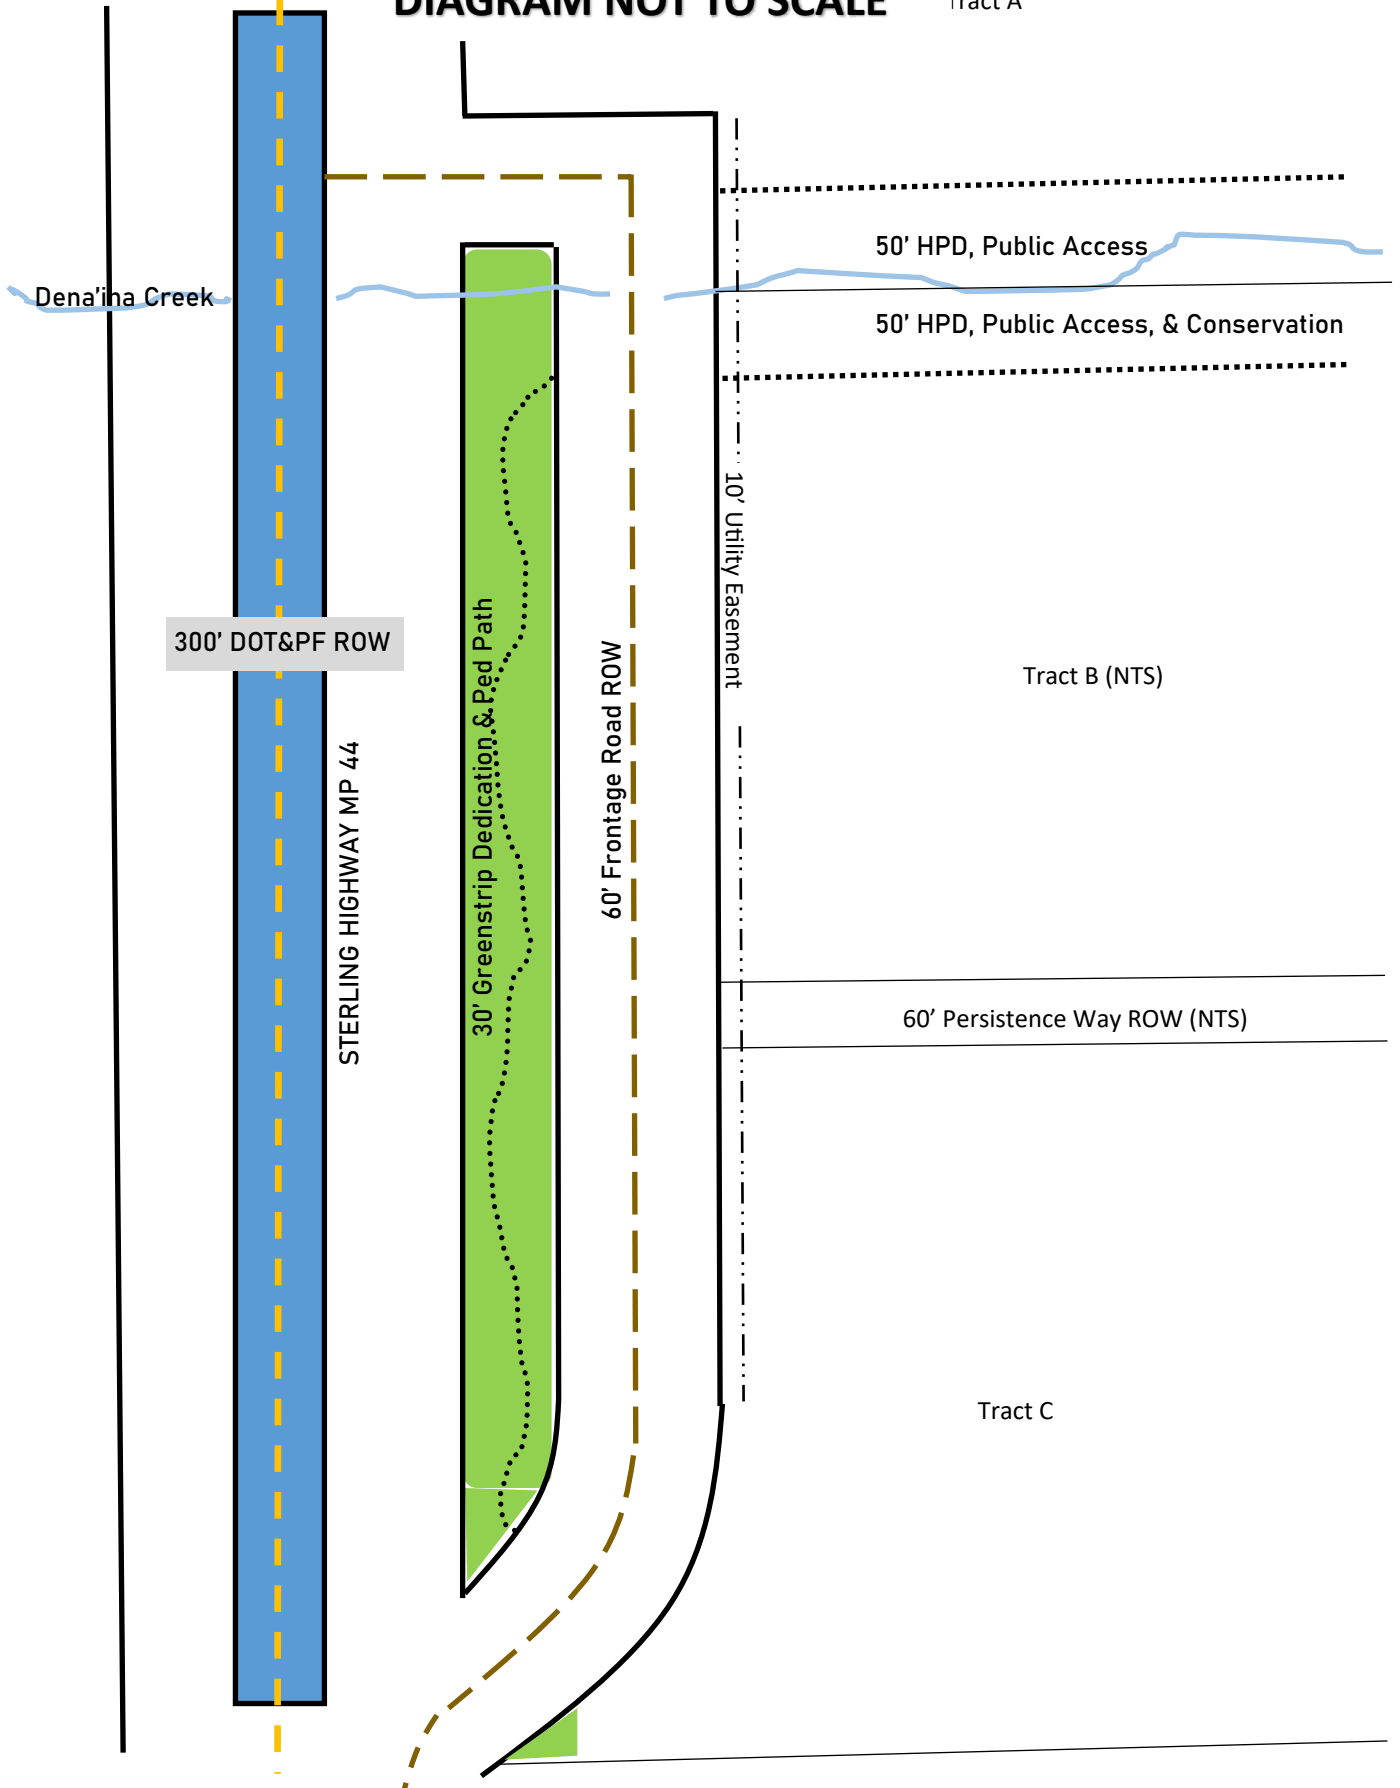 DIAGRAM NOT TO SCALE
Tract A
50' HPD, Public Access
Dena'ina Creek
50' HPD, Public Access, & Conservation
10' Utility Easement
300' DOT&PF ROW
30' Greenstrip Dedication & Ped Path
60' Frontage Road ROW
Tract B (NTS)
STERLING HIGHWAY MP 44
60' Persistence Way ROW (NTS)
Tract C